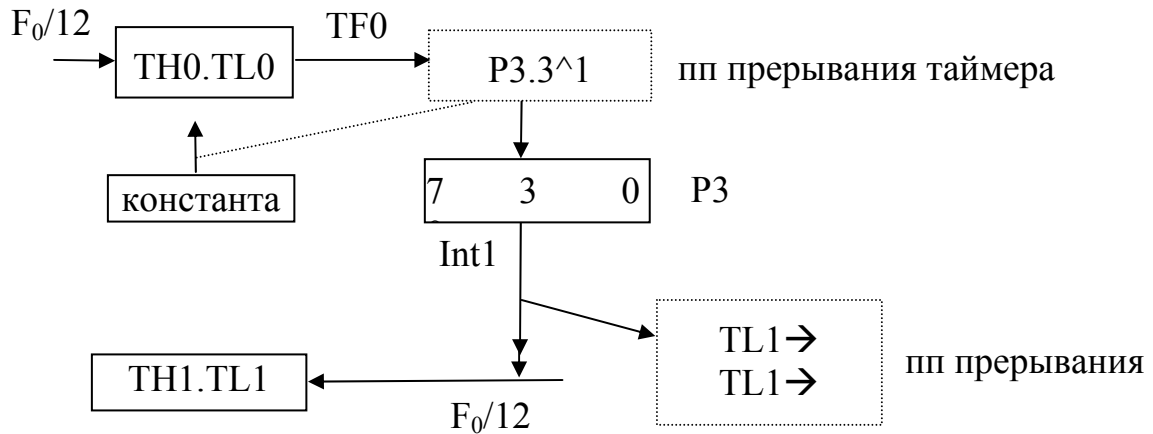 F₀/12
TF0
TH0.TL0
P3.3^1
пп прерывания таймера
константа
7 3 0
P3
Int1
TL1→
TL1→
пп прерывания
TH1.TL1
F₀/12